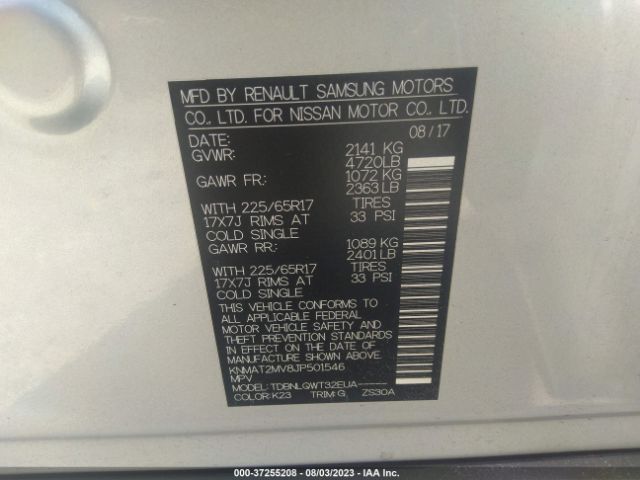 MFD BY RENAULT SAMSUNG MOTORS
CO., LTD. FOR NISSAN MOTOR CO., LTD.
DATE: 08/17
GVWR: 2141 KG
4720LB
GAWR FR: 1072 KG
2363LB
WITH 225/65R17 TIRES
17X7J RIMS AT 33 PSI
COLD SINGLE
GAWR RR: 1089 KG
2401LB
WITH 225/65R17 TIRES
17X7J RIMS AT 33 PSI
COLD SINGLE
THIS VEHICLE CONFORMS TO
ALL APPLICABLE FEDERAL
MOTOR VEHICLE SAFETY AND
THEFT PREVENTION STANDARDS
IN EFFECT ON THE DATE OF
MANUFACTURE SHOWN ABOVE.
KNMAT2MV8JP501546
MPV
MODEL: TDBNLQWT32EUA-----
COLOR: K23 TRIM: G ZS30A
000-37255208 - 08/03/2023 - IAA Inc.